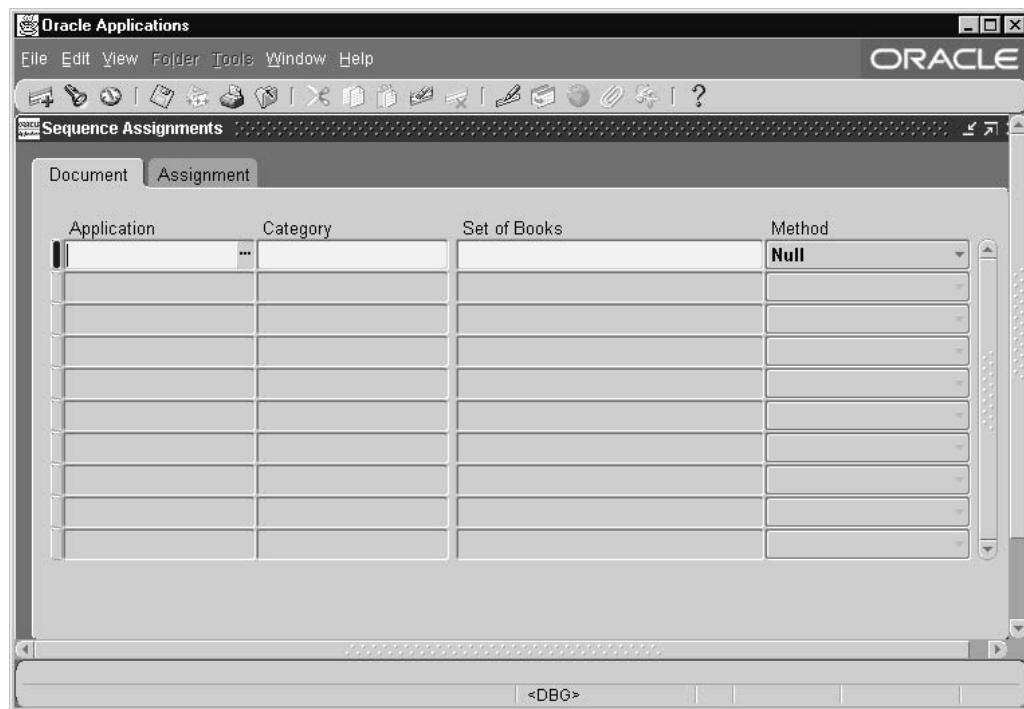 Oracle Applications
File Edit View Folder Tools Window Help
ORACLE
?
Sequence Assignments
Document Assignment
Application Category Set of Books Method
... Null
<DBG>